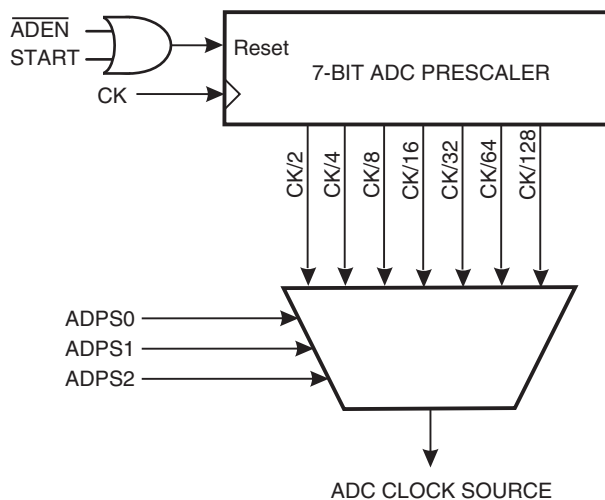 ADEN
START
Reset
7-BIT ADC PRESCALER
CK
CK/2
CK/4
CK/8
CK/16
CK/32
CK/64
CK/128
ADPS0
ADPS1
ADPS2
ADC CLOCK SOURCE